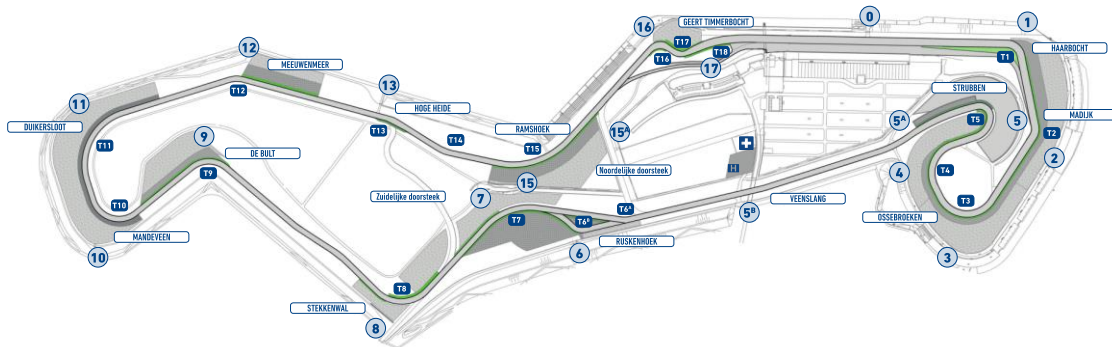 0
1
16
GEERT TIMMERBOCHT
T17
T18
T16
17
T1
HAARBOCHT
12
MEEUWENMEER
T12
13
HOGE HEIDE
STRUBBEN
11
DUIKERSLOOT
T11
T13
T14
RAMSHOEK
T15
15A
5A
T5
5
MADIJK
T2
2
9
DE BULT
T9
H
Noordelijke doorsteek
15
4
T4
T10
MANDEVEEN
10
Zuidelijke doorsteek
7
T7
T6A
T6B
5B
VEENSLANG
T3
OSSEBROEKEN
3
6
RUSKENHOEK
T8
STEKKENWAL
8